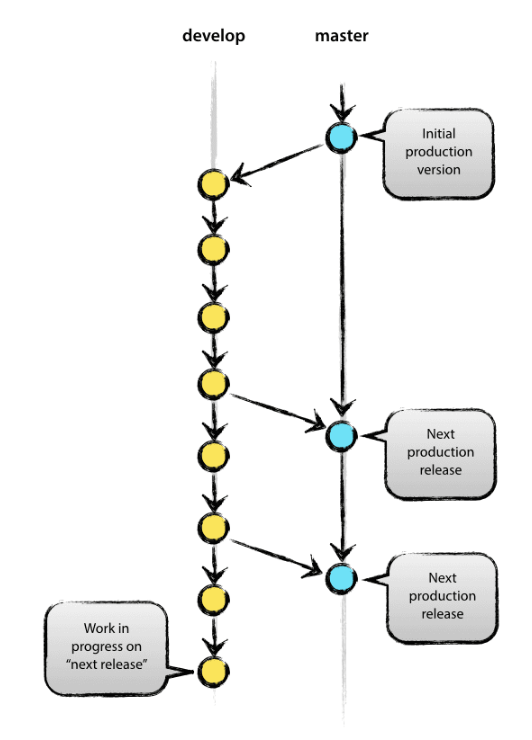 develop
master
Initial
production
version
Next
production
release
Next
production
release
Work in
progress on
“next release”